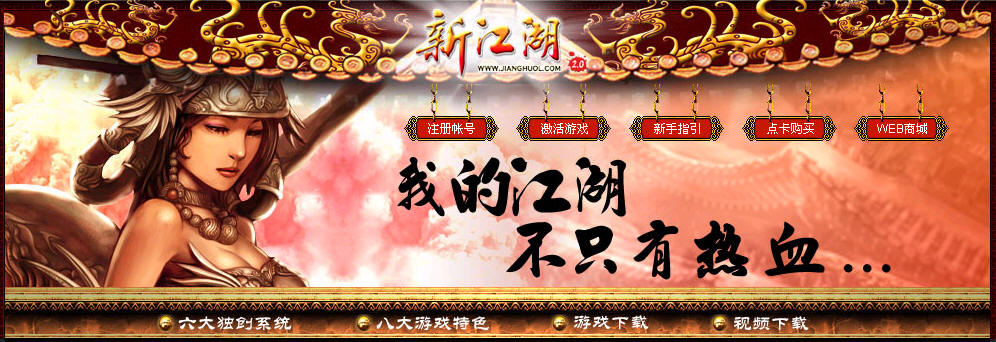 新江湖
WWW.JIANGHUOL.COM
2.0
注册帐号 激活游戏 新手指引 点卡购买 WEB商城
我的江湖
不只有热血...
六大独创系统 八大游戏特色 游戏下载 视频下载